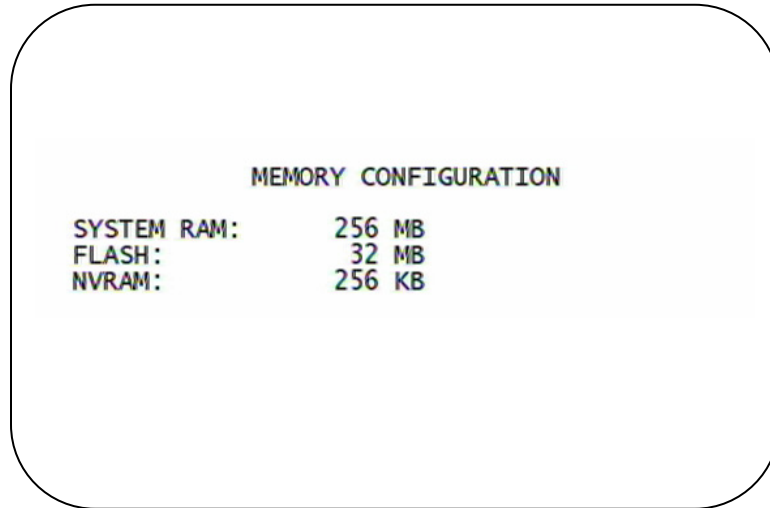 MEMORY CONFIGURATION
SYSTEM RAM: 256 MB
FLASH: 32 MB
NVRAM: 256 KB